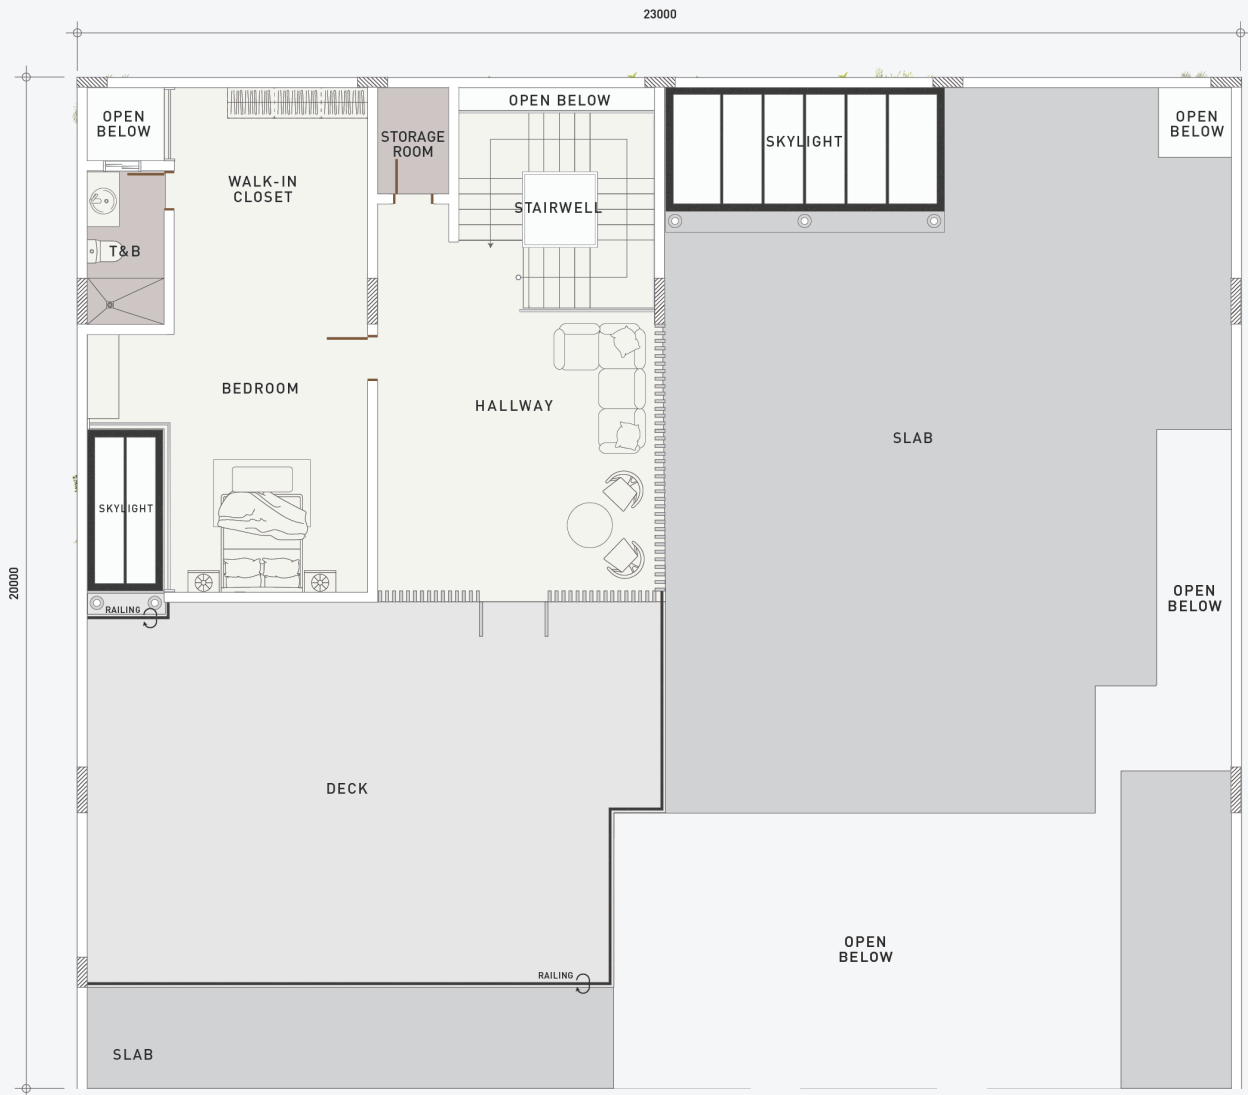 23000
OPEN BELOW
OPEN
BELOW
SKYLIGHT
OPEN
BELOW
STORAGE
ROOM
WALK-IN
CLOSET
STAIRWELL
T&B
BEDROOM
HALLWAY
SLAB
SKYLIGHT
20000
OPEN
BELOW
RAILING
DECK
OPEN
BELOW
RAILING
SLAB